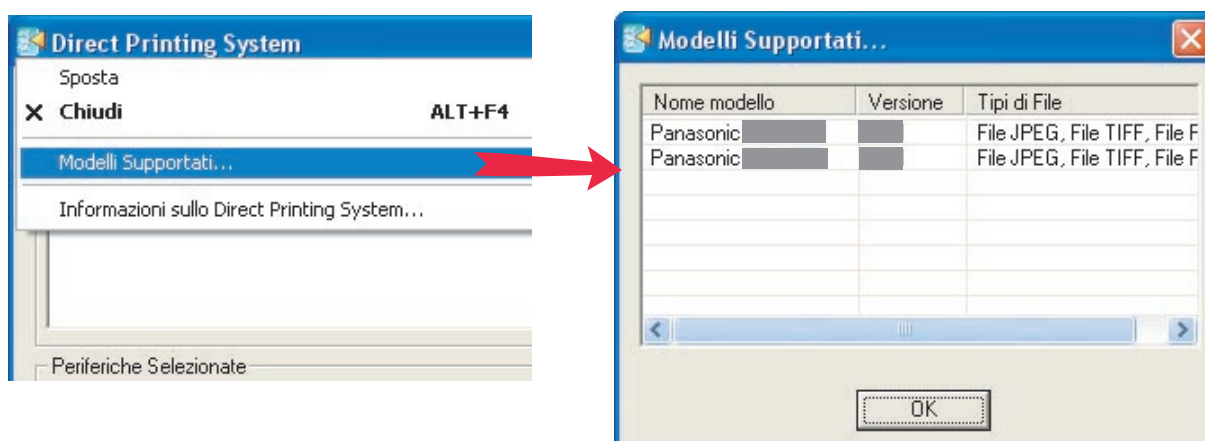 Direct Printing System
Sposta
Chiudi ALT+F4
Modelli Supportati...
Informazioni sullo Direct Printing System...
Periferiche Selezionate
Modelli Supportati...
Nome modello Versione Tipi di File
Panasonic File JPEG, File TIFF, File F
Panasonic File JPEG, File TIFF, File F
OK